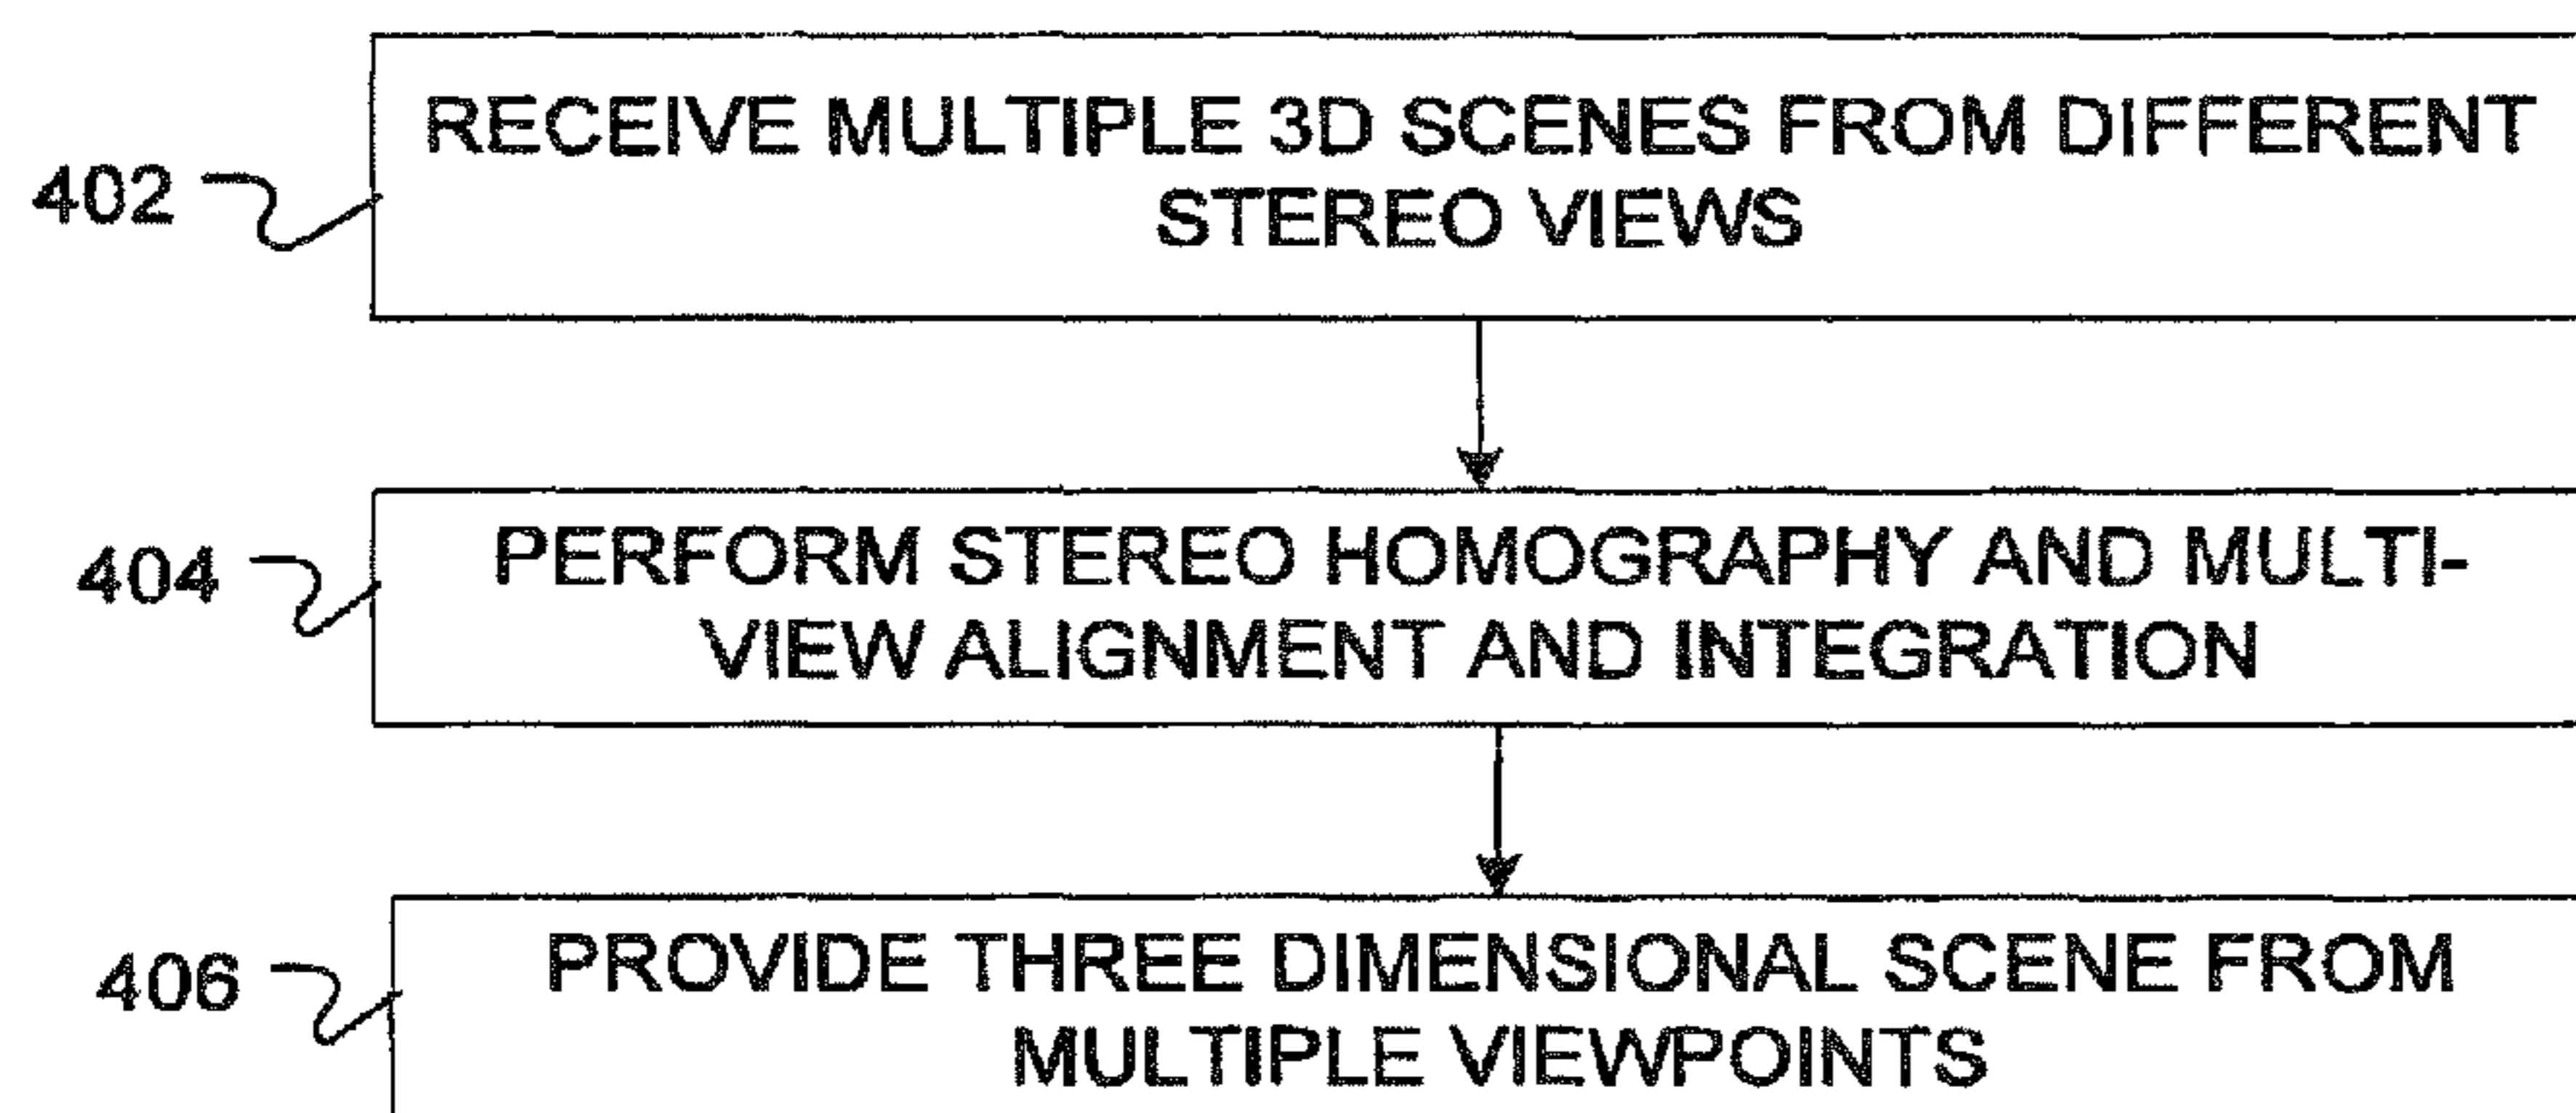 402
RECEIVE MULTIPLE 3D SCENES FROM DIFFERENT
STEREO VIEWS
404
PERFORM STEREO HOMOGRAPHY AND MULTI-
VIEW ALIGNMENT AND INTEGRATION
406
PROVIDE THREE DIMENSIONAL SCENE FROM
MULTIPLE VIEWPOINTS